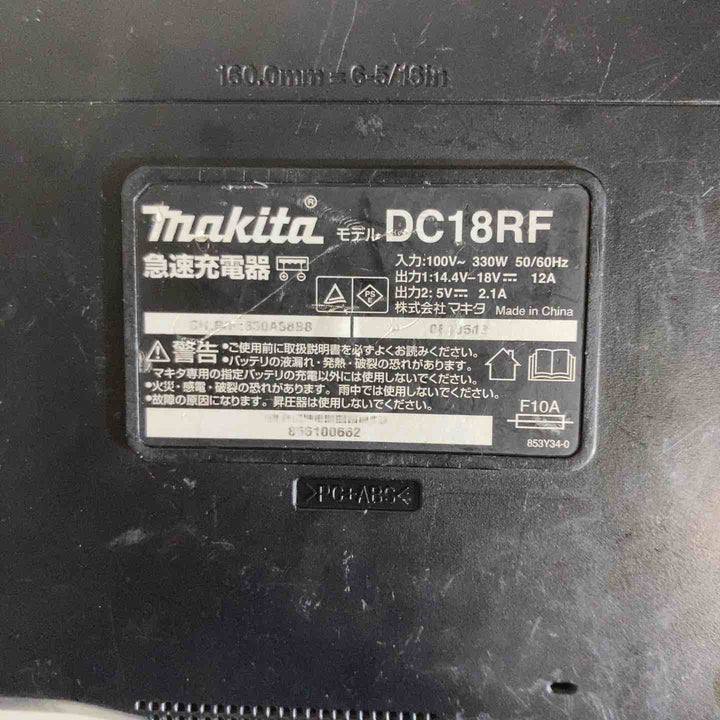 160.0mm=6-5/16in
makita® モデル DC18RF
急速充電器
入力:100V~ 330W 50/60Hz
出力1:14.4V-18V⎓ 12A
出力2: 5V⎓ 2.1A
株式会社マキタ Made in China
PS
警告
•ご使用前に取扱説明書を必ずよくお読みください。
•バッテリの液漏れ・発熱・破裂の恐れがあります。
マキタ専用の指定バッテリの充電以外には使用しないでください。
•火災・感電・破裂の恐れがあります。雨中では使用しないでください。
•故障の原因になります。昇圧器は使用しないでください。
F10A
853Y34-0
856100662
>PC+ABS<